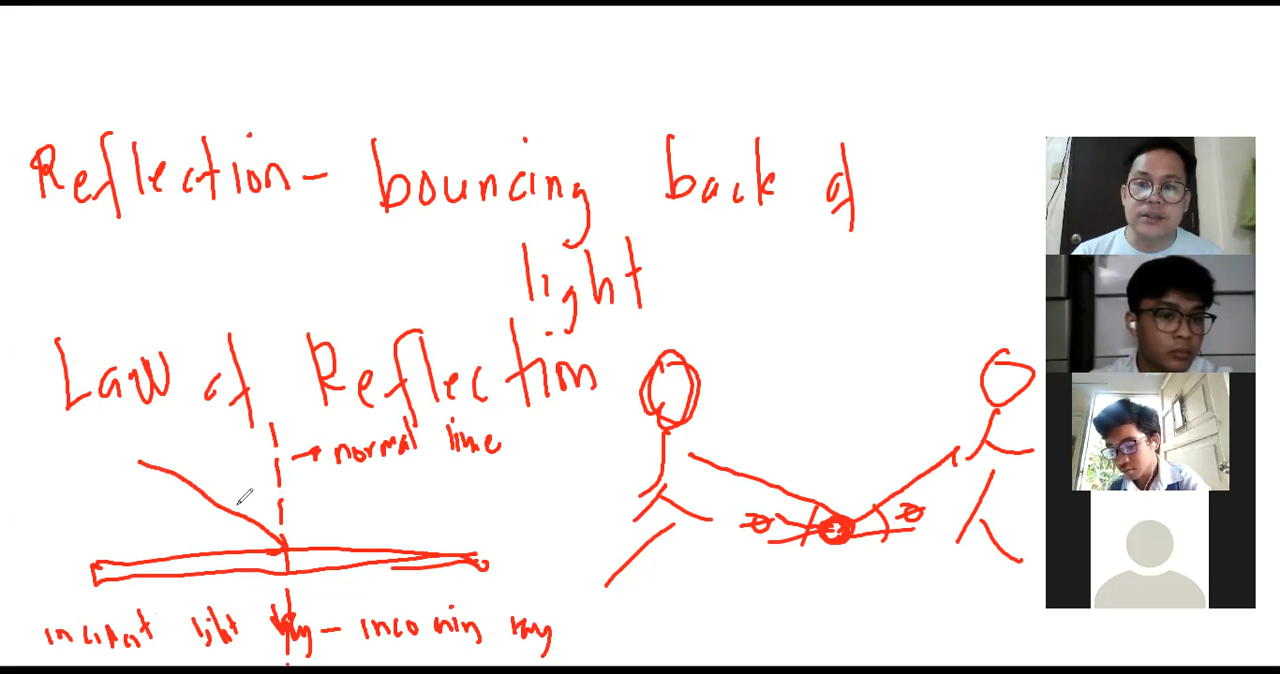 Reflection - bouncing back of
light
Law of Reflection
→ normal line
θ θ
incident light ray - incoming ray